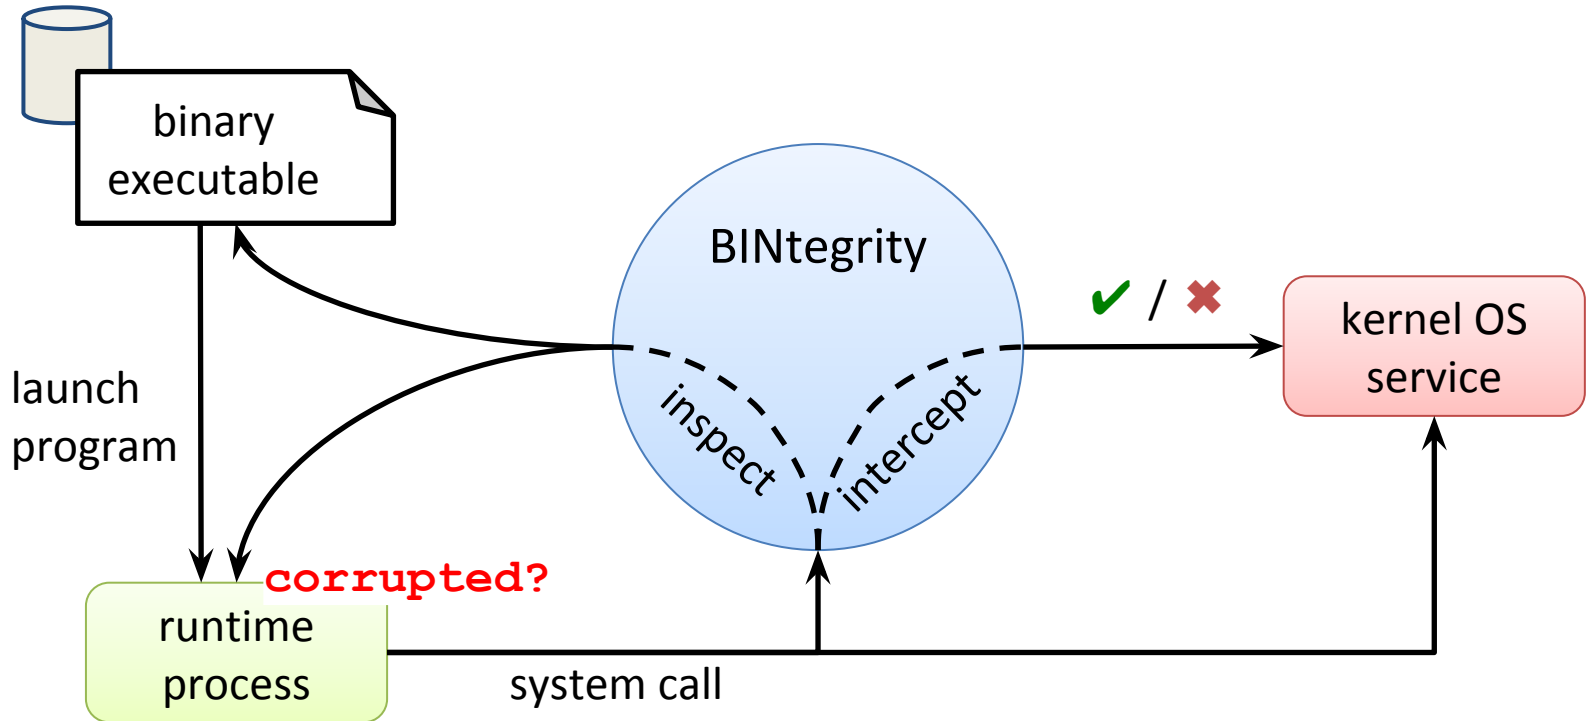 binary
executable
BINtegrity
✔ / ✖
kernel OS
service
launch
program
inspect
intercept
corrupted?
runtime
process
system call